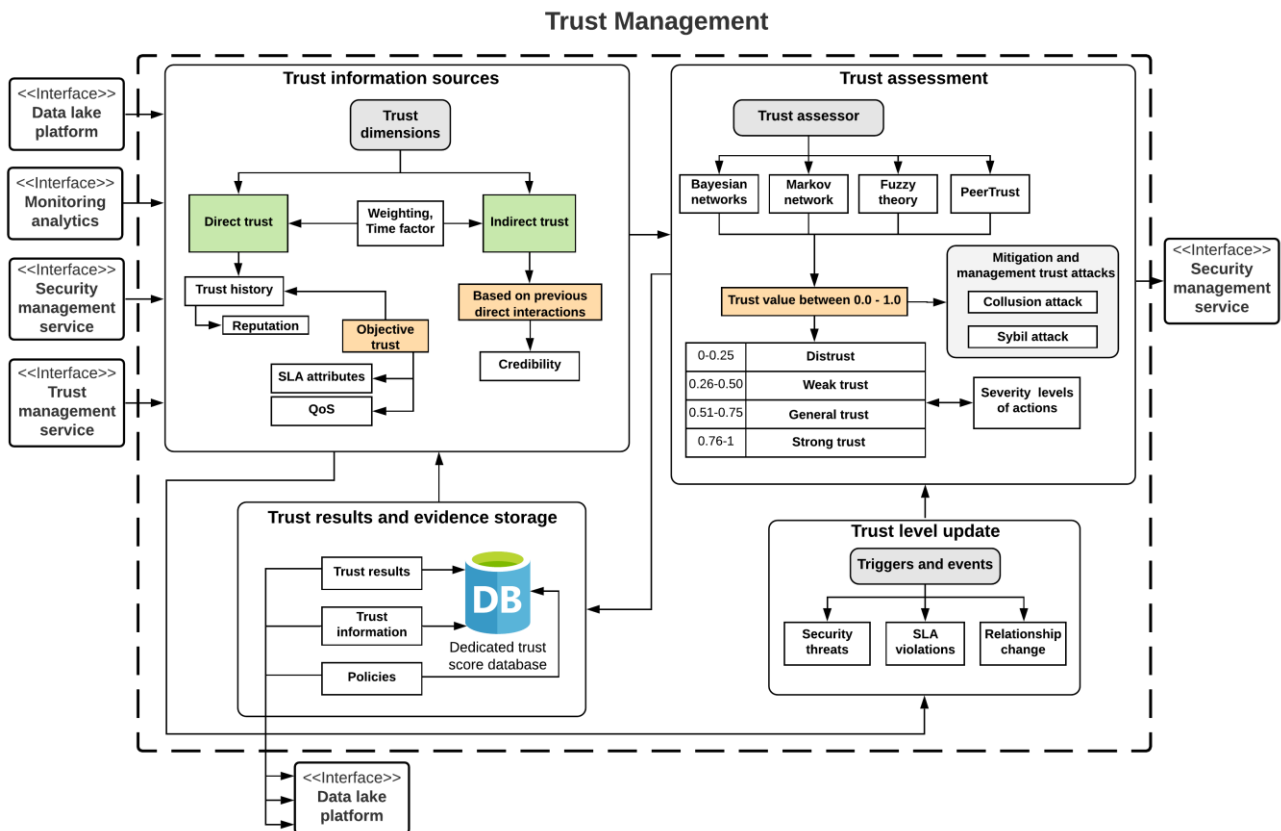 Trust Management
<<Interface>>
Data lake
platform
<<Interface>>
Monitoring
analytics
<<Interface>>
Security
management
service
<<Interface>>
Trust
management
service
Trust information sources
Trust
dimensions
Direct trust
Weighting,
Time factor
Indirect trust
Trust history
Reputation
Objective
trust
SLA attributes
QoS
Based on previous
direct interactions
Credibility
Trust assessment
Trust assessor
Bayesian
networks
Markov
network
Fuzzy
theory
PeerTrust
Trust value between 0.0 - 1.0
Mitigation and
management trust attacks
Collusion attack
Sybil attack
0-0.25 Distrust
0.26-0.50 Weak trust
0.51-0.75 General trust
0.76-1 Strong trust
Severity levels
of actions
<<Interface>>
Security
management
service
Trust results and evidence storage
Trust results
Trust
information
Policies
DB
Dedicated trust
score database
Trust level update
Triggers and events
Security
threats
SLA
violations
Relationship
change
<<Interface>>
Data lake
platform